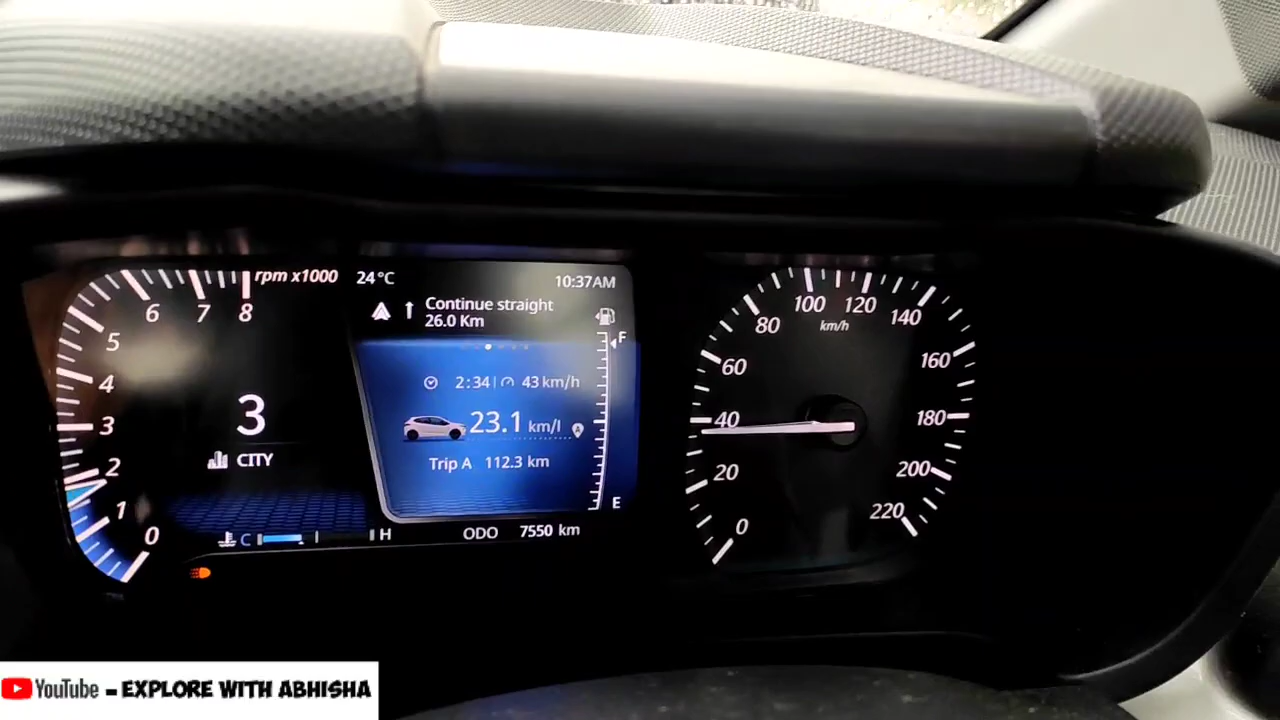 rpm x1000
24°C
10:37AM
Continue straight
26.0 Km
F
2:34 | 43 km/h
23.1 km/l
A
Trip A 112.3 km
E
8
7
6
5
4
3
2
1
0
3
CITY
C
H
ODO 7550 km
0
20
40
60
80
100
120
140
160
180
200
220
km/h
YouTube - EXPLORE WITH ABHISHA